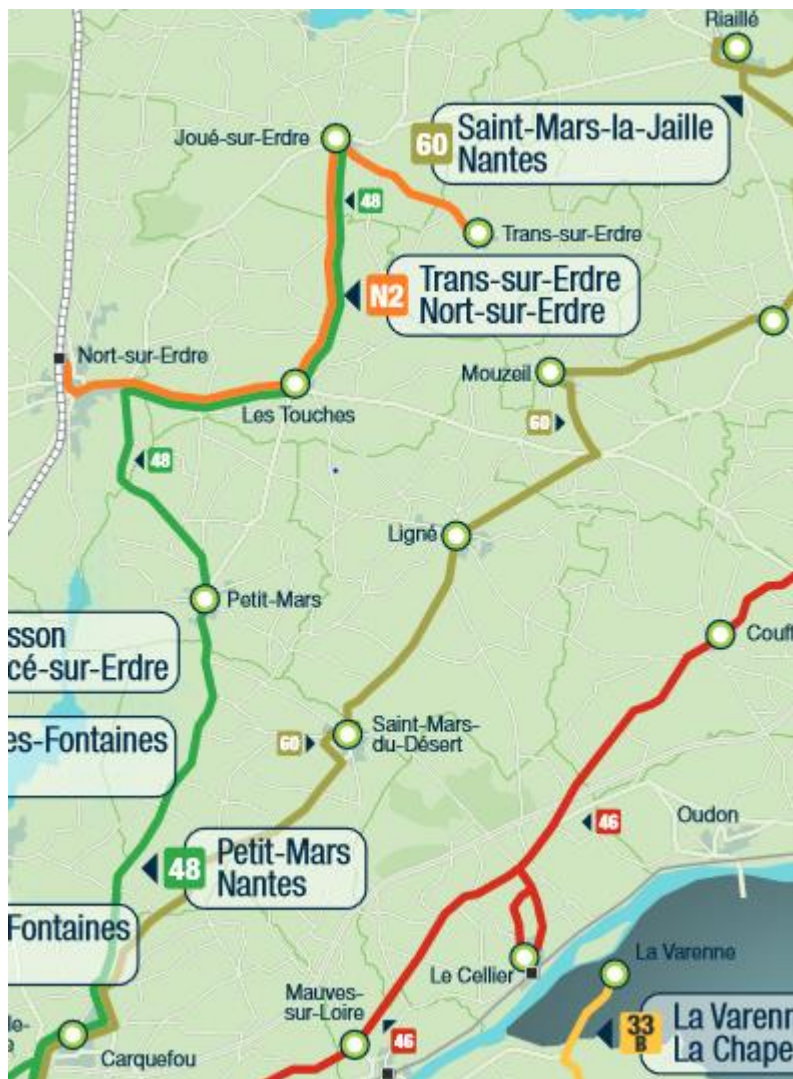 Riaillé
Joué-sur-Erdre
60 Saint-Mars-la-Jaille
Nantes
48
Trans-sur-Erdre
N2 Trans-sur-Erdre
Nort-sur-Erdre
Nort-sur-Erdre
Mouzeil
Les Touches
60
48
Ligné
Petit-Mars
Couff
sson
cé-sur-Erdre
Saint-Mars-
du-Désert
es-Fontaines
60
46
Oudon
48 Petit-Mars
Nantes
Fontaines
La Varenne
Le Cellier
Mauves-
sur-Loire
le-
46
33
B
La Varenn
La Chape
Carquefou